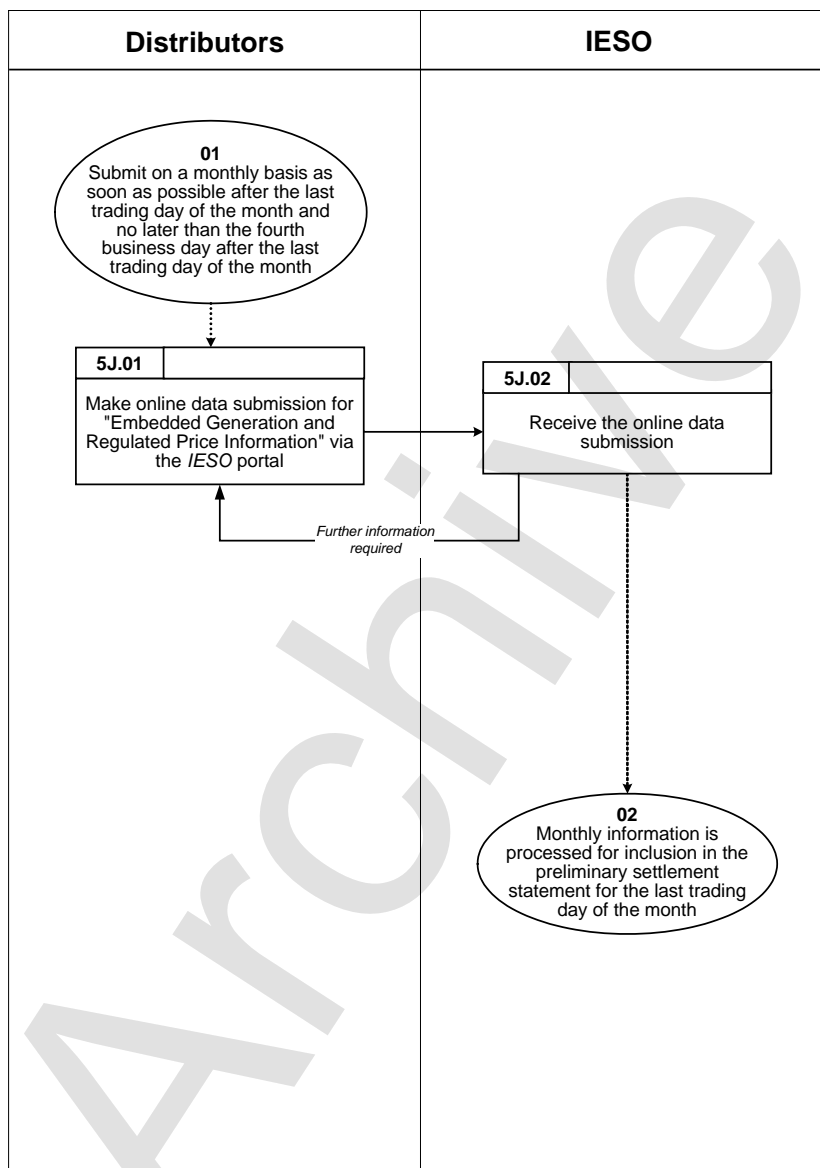 Distributors
IESO
01
Submit on a monthly basis as
soon as possible after the last
trading day of the month and
no later than the fourth
business day after the last
trading day of the month
5J.01
Make online data submission for
"Embedded Generation and
Regulated Price Information" via
the IESO portal
5J.02
Receive the online data
submission
Further information
required
02
Monthly information is
processed for inclusion in the
preliminary settlement
statement for the last trading
day of the month
Archive